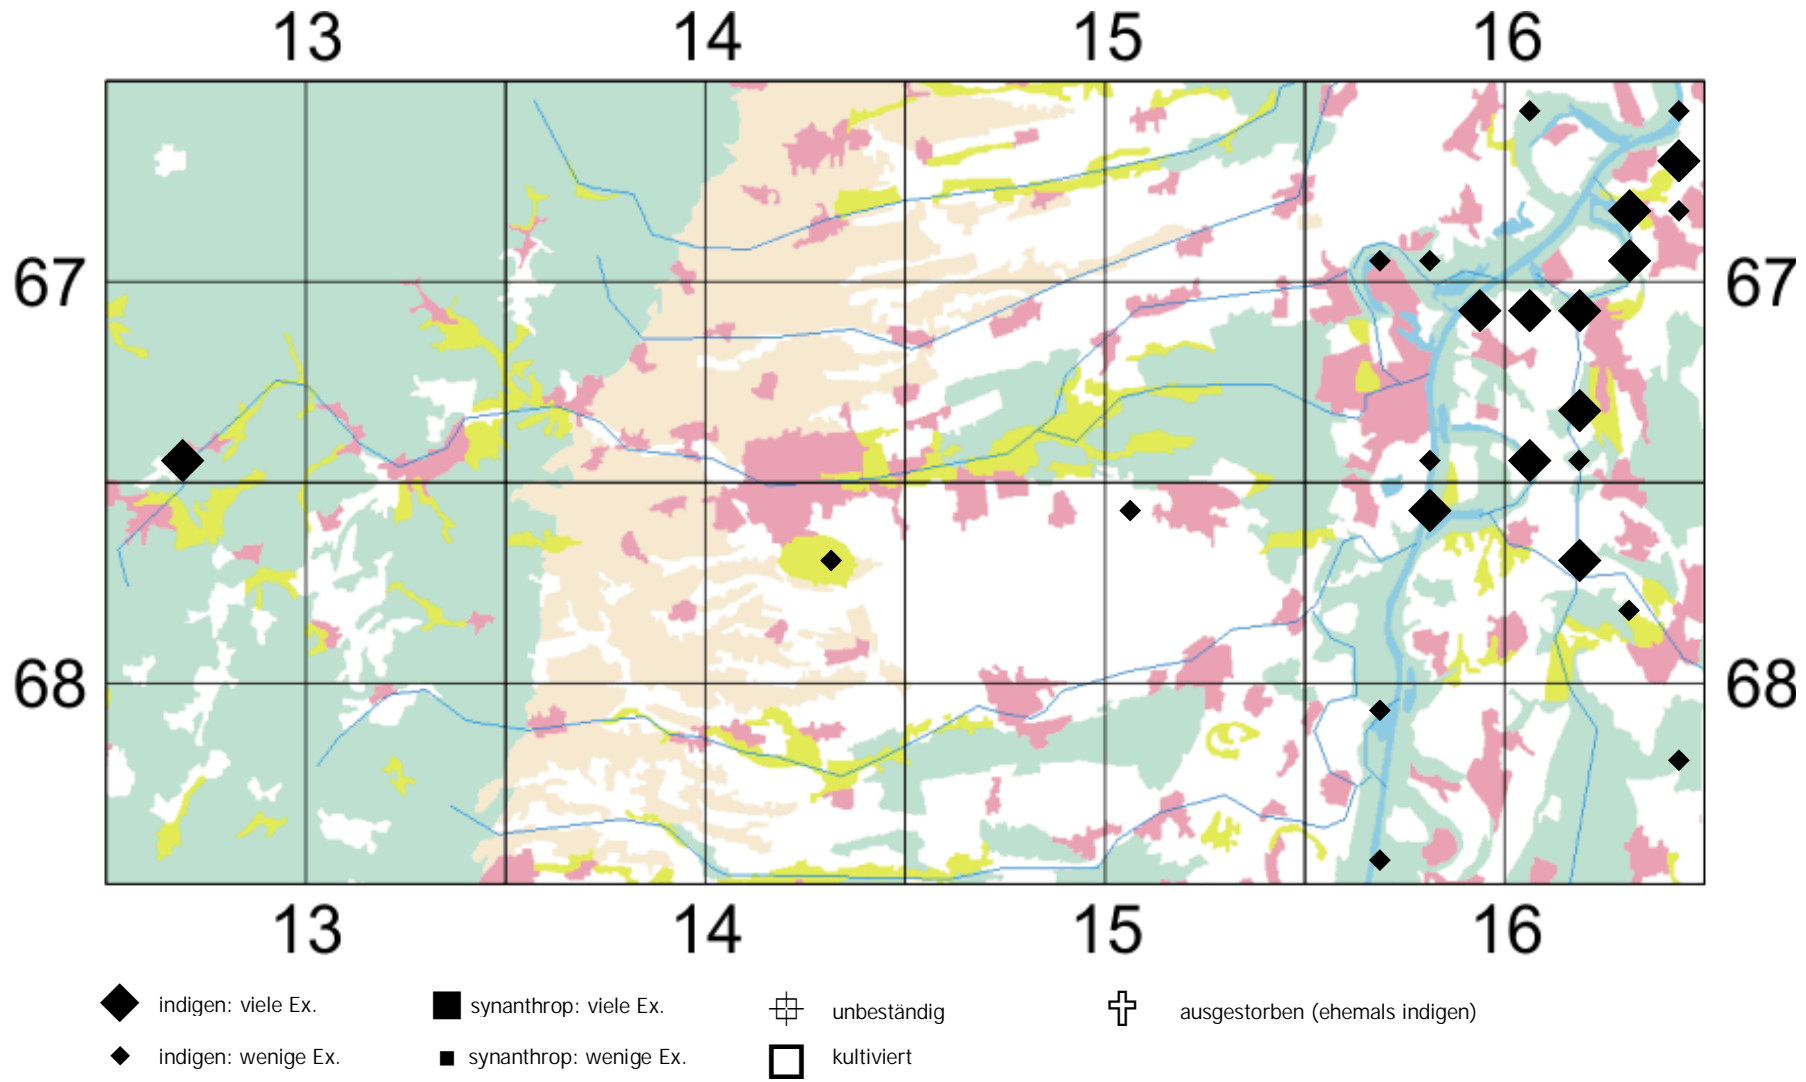 13 14 15 16
67 67
68 68
13 14 15 16
indigen: viele Ex. synanthrop: viele Ex. unbeständig ausgestorben (ehemals indigen)
indigen: wenige Ex. synanthrop: wenige Ex. kultiviert